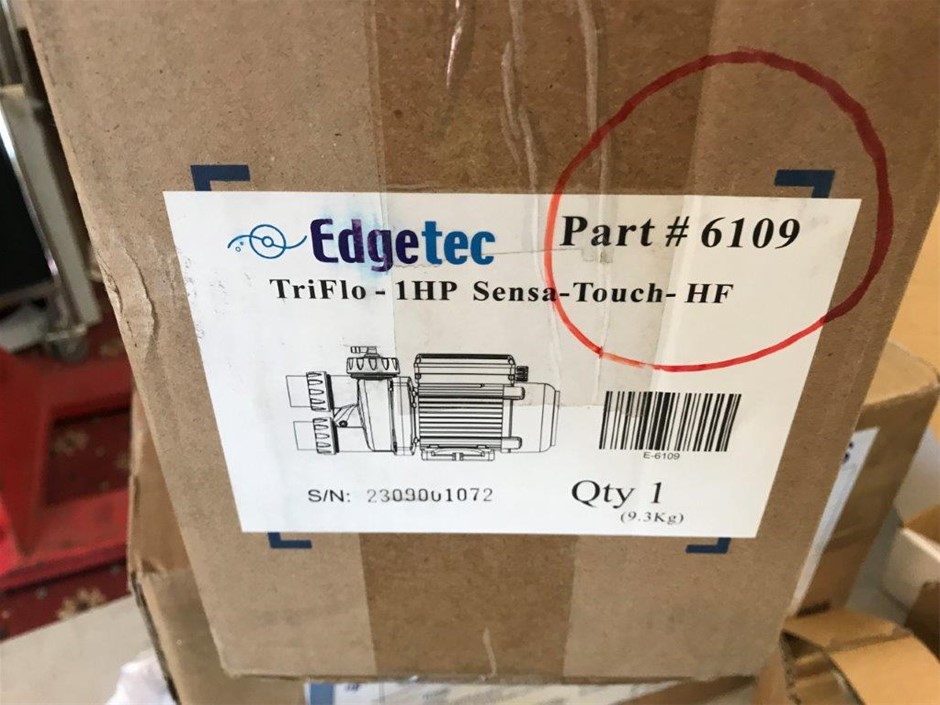 Edgetec
Part # 6109
TriFlo - 1HP Sensa-Touch- HF
E-6109
S/N: 2309001072
Qty 1
(9.3Kg)